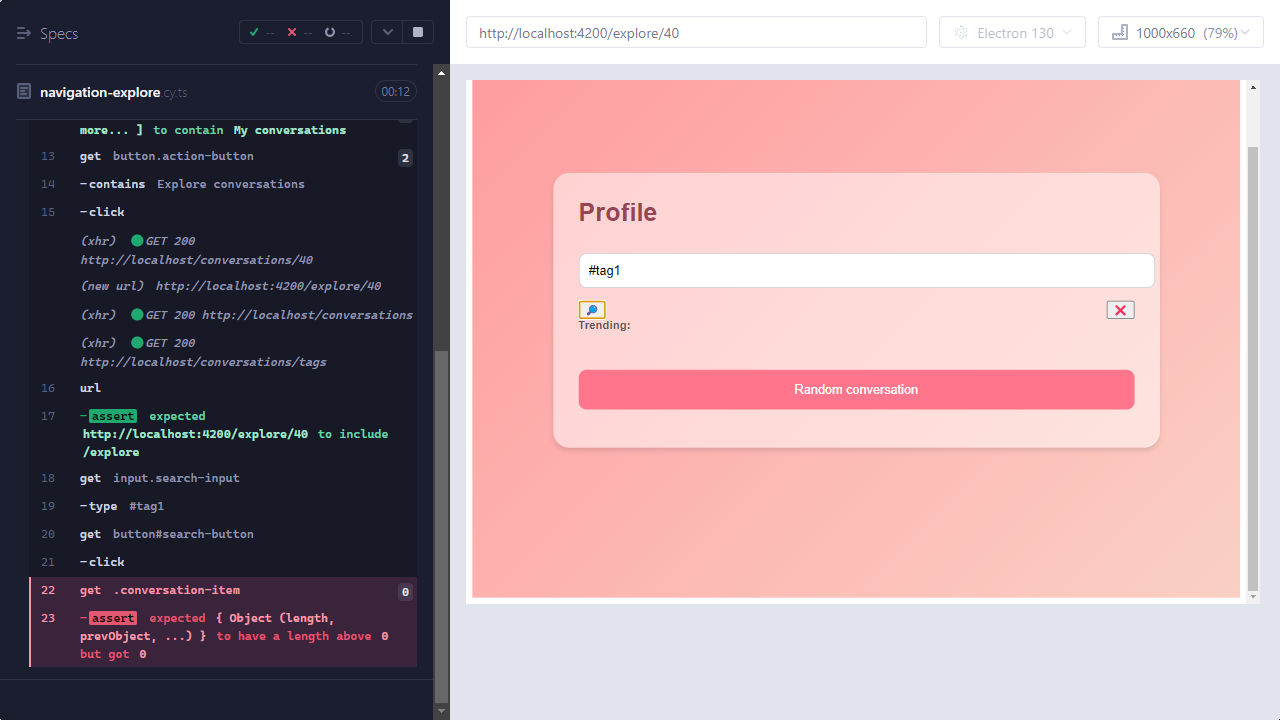 Specs
--
--
--
navigation-explore.cy.ts
00:12
more... ] to contain My conversations
13 get button.action-button 2
14 -contains Explore conversations
15 -click
(xhr) GET 200
http://localhost/conversations/40
(new url) http://localhost:4200/explore/40
(xhr) GET 200 http://localhost/conversations
(xhr) GET 200
http://localhost/conversations/tags
16 url
17 -assert expected
http://localhost:4200/explore/40 to include
/explore
18 get input.search-input
19 -type #tag1
20 get button#search-button
21 -click
22 get .conversation-item 0
23 -assert expected { Object (length,
prevObject, ...) } to have a length above 0
but got 0
http://localhost:4200/explore/40
Electron 130
1000x660 (79%)
Profile
#tag1
Trending:
Random conversation